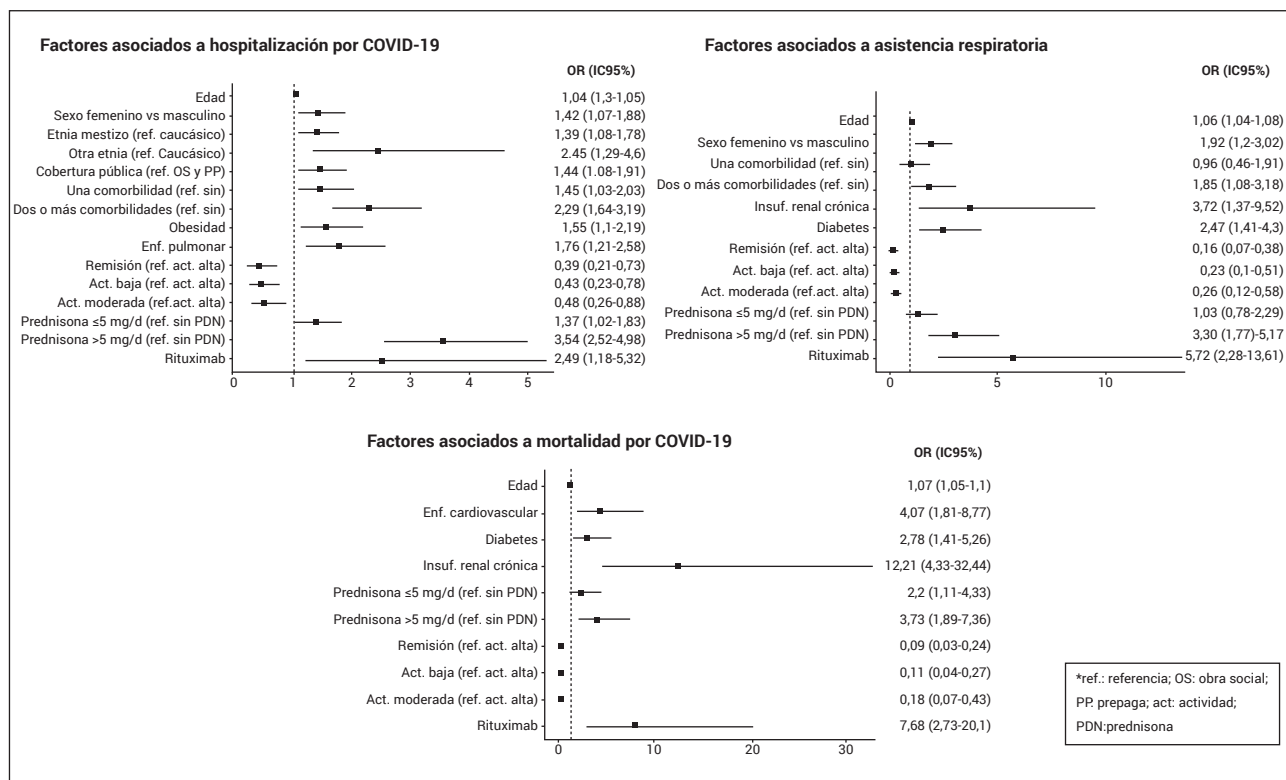 Factores asociados a hospitalización por COVID-19
OR (IC95%)
Edad 1,04 (1,3-1,05)
Sexo femenino vs masculino 1,42 (1,07-1,88)
Etnia mestizo (ref. caucásico) 1,39 (1,08-1,78)
Otra etnia (ref. Caucásico) 2.45 (1,29-4,6)
Cobertura pública (ref. OS y PP) 1,44 (1.08-1,91)
Una comorbilidad (ref. sin) 1,45 (1,03-2,03)
Dos o más comorbilidades (ref. sin) 2,29 (1,64-3,19)
Obesidad 1,55 (1,1-2,19)
Enf. pulmonar 1,76 (1,21-2,58)
Remisión (ref. act. alta) 0,39 (0,21-0,73)
Act. baja (ref. act. alta) 0,43 (0,23-0,78)
Act. moderada (ref.act. alta) 0,48 (0,26-0,88)
Prednisona ≤5 mg/d (ref. sin PDN) 1,37 (1,02-1,83)
Prednisona >5 mg/d (ref. sin PDN) 3,54 (2,52-4,98)
Rituximab 2,49 (1,18-5,32)
0 1 2 3 4 5
Factores asociados a asistencia respiratoria
OR (IC95%)
Edad 1,06 (1,04-1,08)
Sexo femenino vs masculino 1,92 (1,2-3,02)
Una comorbilidad (ref. sin) 0,96 (0,46-1,91)
Dos o más comorbilidades (ref. sin) 1,85 (1,08-3,18)
Insuf. renal crónica 3,72 (1,37-9,52)
Diabetes 2,47 (1,41-4,3)
Remisión (ref. act. alta) 0,16 (0,07-0,38)
Act. baja (ref. act. alta) 0,23 (0,1-0,51)
Act. moderada (ref.act. alta) 0,26 (0,12-0,58)
Prednisona ≤5 mg/d (ref. sin PDN) 1,03 (0,78-2,29)
Prednisona >5 mg/d (ref. sin PDN) 3,30 (1,77)-5,17
Rituximab 5,72 (2,28-13,61)
0 5 10
Factores asociados a mortalidad por COVID-19
OR (IC95%)
Edad 1,07 (1,05-1,1)
Enf. cardiovascular 4,07 (1,81-8,77)
Diabetes 2,78 (1,41-5,26)
Insuf. renal crónica 12,21 (4,33-32,44)
Prednisona ≤5 mg/d (ref. sin PDN) 2,2 (1,11-4,33)
Prednisona >5 mg/d (ref. sin PDN) 3,73 (1,89-7,36)
Remisión (ref. act. alta) 0,09 (0,03-0,24)
Act. baja (ref. act. alta) 0,11 (0,04-0,27)
Act. moderada (ref. act. alta) 0,18 (0,07-0,43)
Rituximab 7,68 (2,73-20,1)
0 10 20 30
*ref.: referencia; OS: obra social;
PP. prepaga; act: actividad;
PDN:prednisona